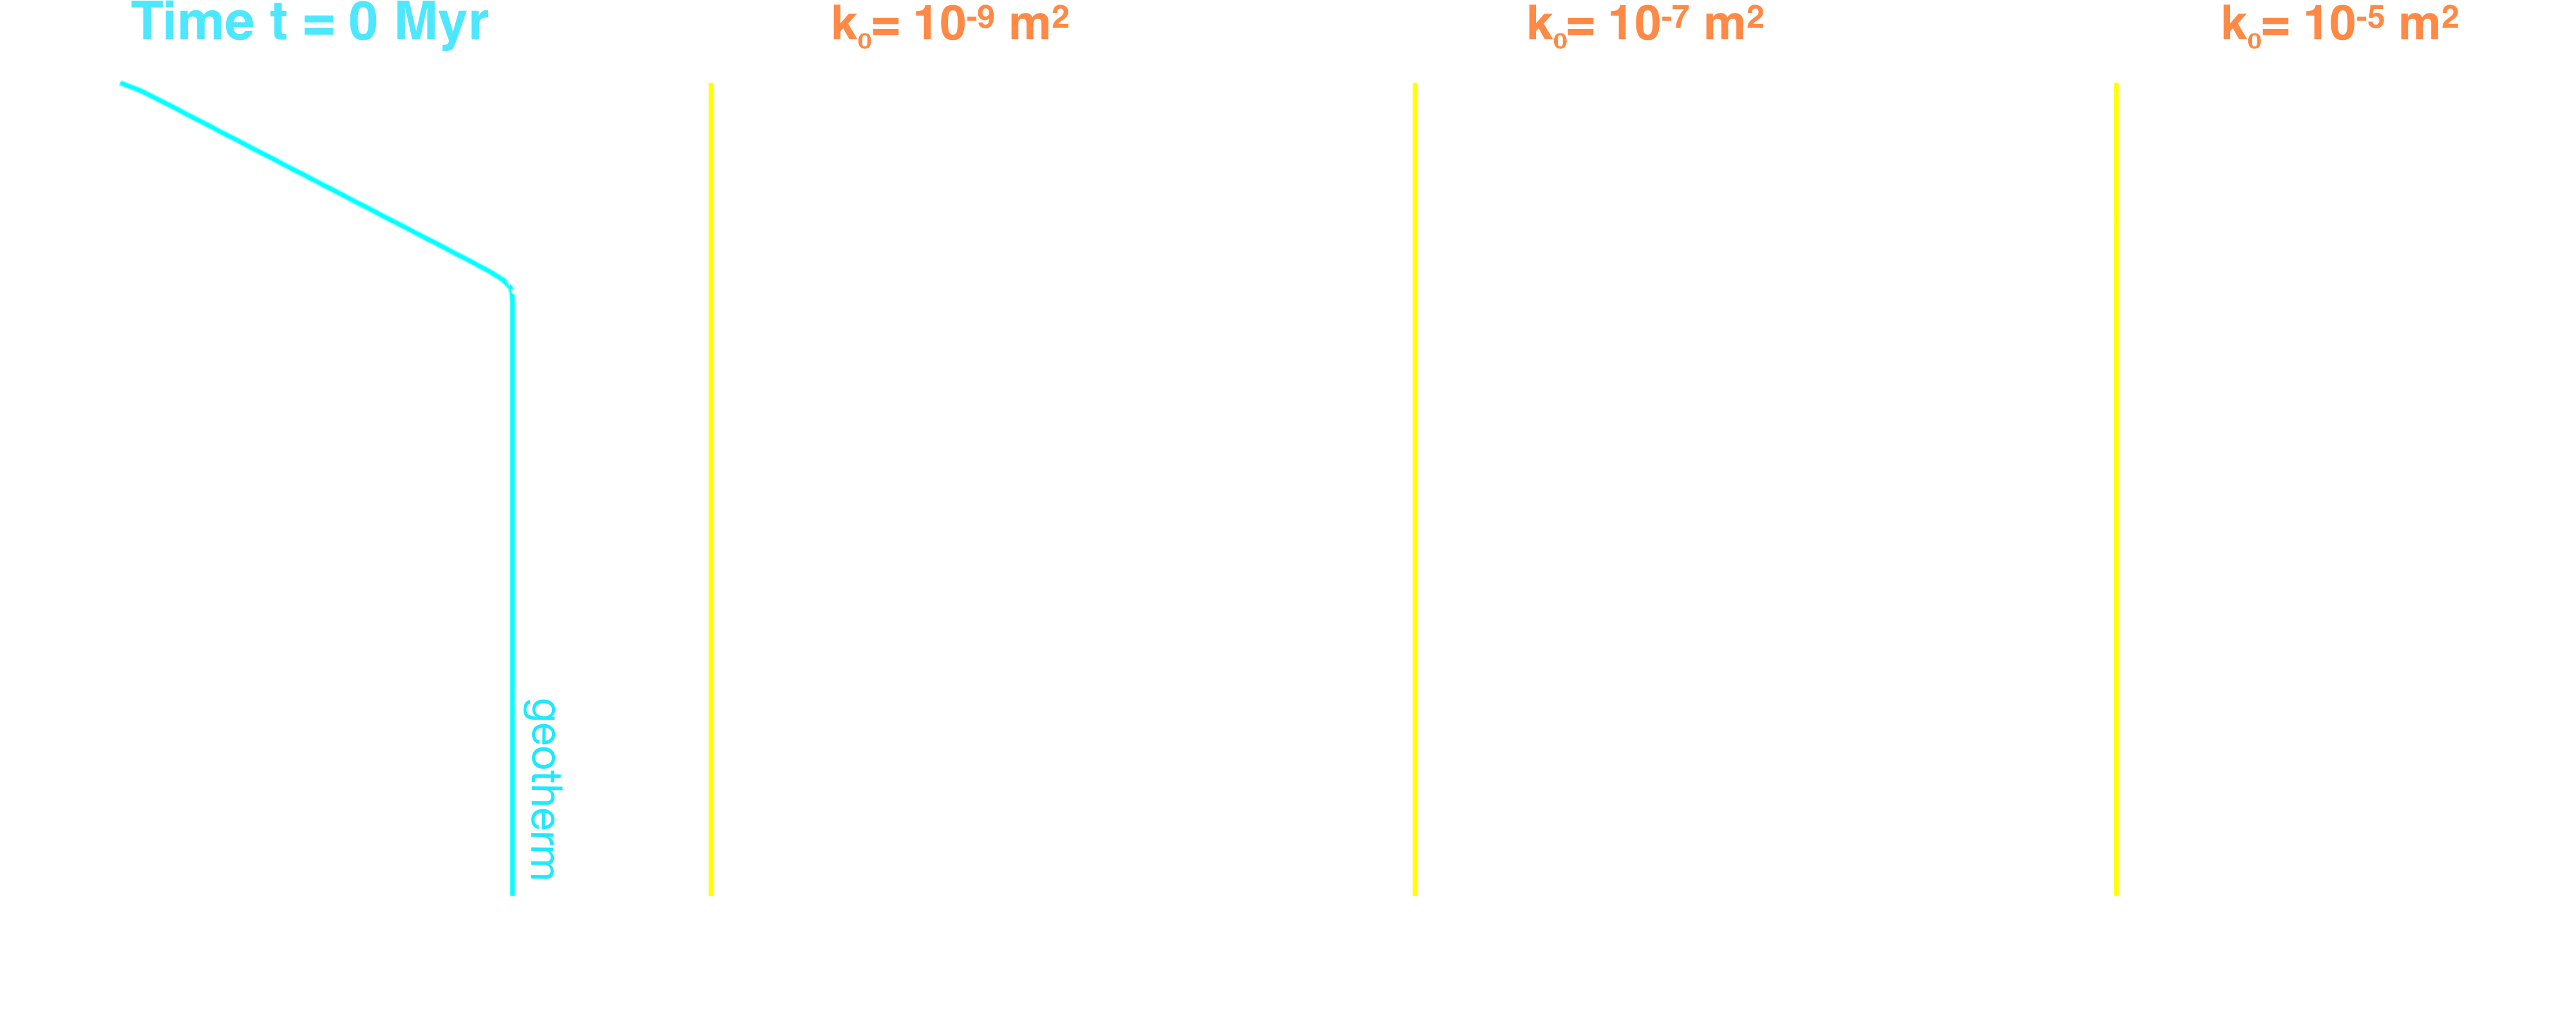 Time t = 0 Myr
k₀= 10⁻⁹ m²
k₀= 10⁻⁷ m²
k₀= 10⁻⁵ m²
geotherm